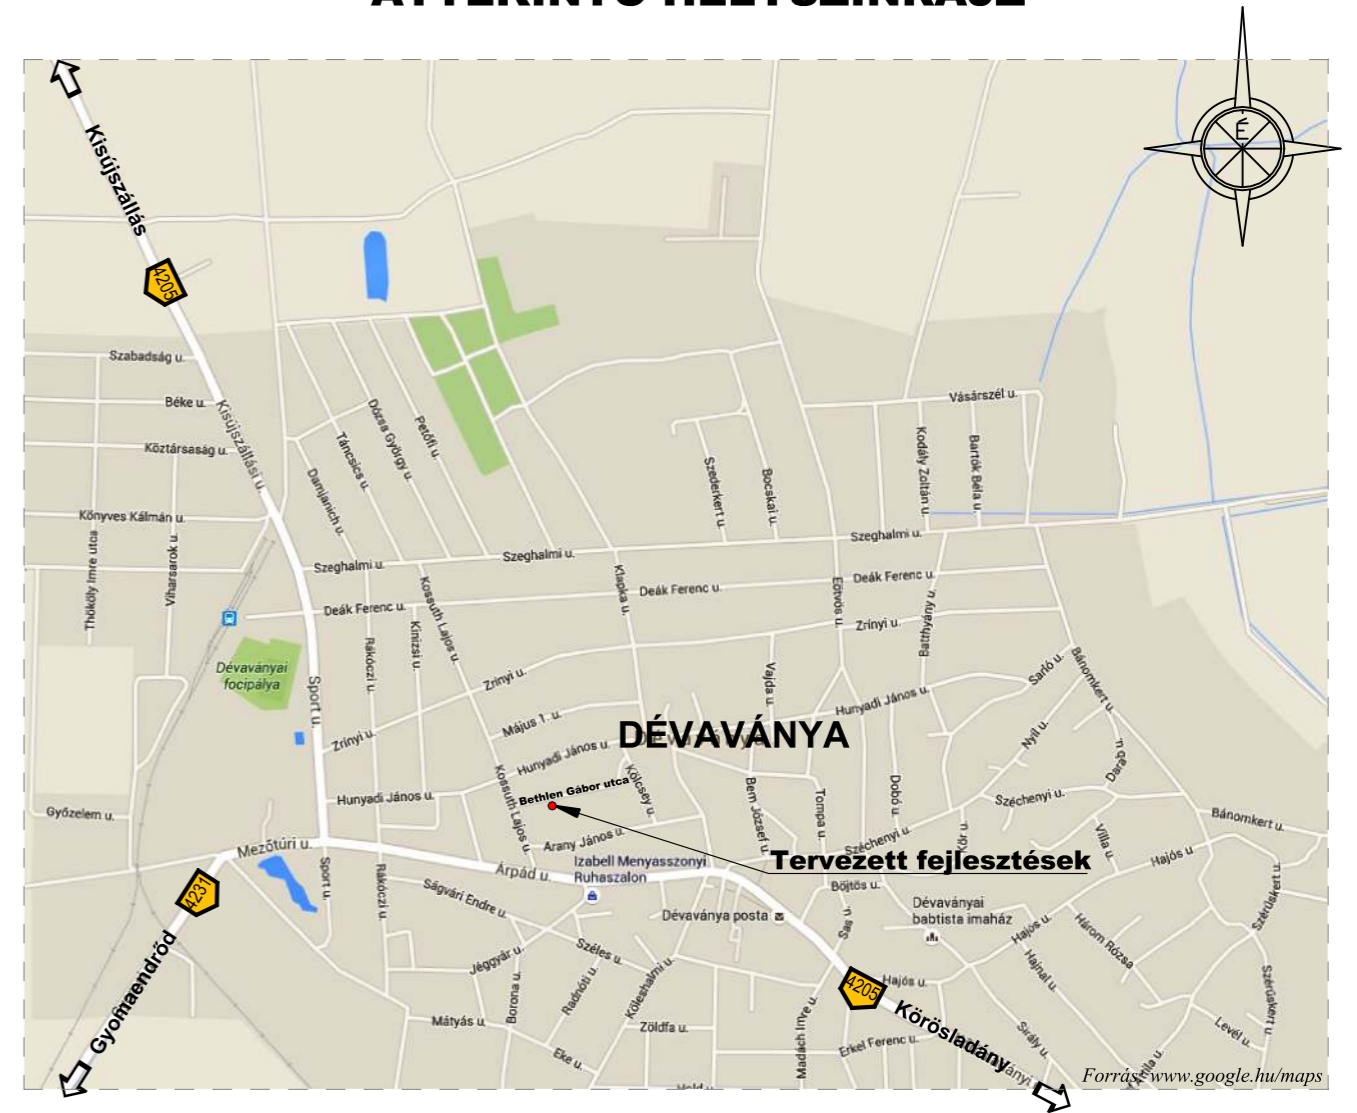 ÁTTEKINTŐ HELYSZÍNRAJZ
É
Kisújszállás
4205
Szabadság u.
Béke u.
Köztársaság u.
Kisújszállási u.
Könyves Kálmán u.
Thököly Imre utca
Viharsarok u.
Damjanich u.
Táncsics u.
Dózsa György u.
Petőfi u.
Szederkert u.
Bocskai u.
Vásárszél u.
Kodály Zoltán u.
Bartók Béla u.
Szeghalmi u.
Szeghalmi u.
Szeghalmi u.
Deák Ferenc u.
Deák Ferenc u.
Deák Ferenc u.
Kossuth Lajos u.
Klapka u.
Eötvös u.
Batthyány u.
Rákóczi u.
Kinizsi u.
Zrínyi u.
Zrínyi u.
Zrínyi u.
Dévaványai
focipálya
Sport u.
Vajda u.
Sarló u.
Bánomkert u.
Május 1. u.
Hunyadi János u.
Hunyadi János u.
Hunyadi János u.
DÉVAVÁNYA
Nyíl u.
Darab u.
Kossuth Lajos u.
Bethlen Gábor utca
Kölcsey u.
Bem József u.
Tompa u.
Dobó u.
Széchenyi u.
Széchenyi u.
Villa u.
Bánomkert u.
Győzelem u.
Mezőtúri u.
Arany János u.
Árpád u.
Izabell Menyasszonyi
Ruhaszalon
Tervezett fejlesztések
Hajós u.
4231
Sport u.
Rákóczi u.
Ságvári Endre u.
Dévaványa posta
Böjtös u.
Sas u.
Dévaványai
babtista imaház
Hajós u.
Három Rózsa
Szérűskert u.
Szérűskert u.
Gyomaendrőd
Jéggyár u.
Széles u.
Borona u.
Radnóti u.
Köleshalmi u.
Hajós u.
4205
Hajnal u.
Mátyás u.
Zöldfa u.
Eke u.
Madách Imre u.
Erkel Ferenc u.
Körösladány
Sirály u.
Levél u.
Forrás: www.google.hu/maps